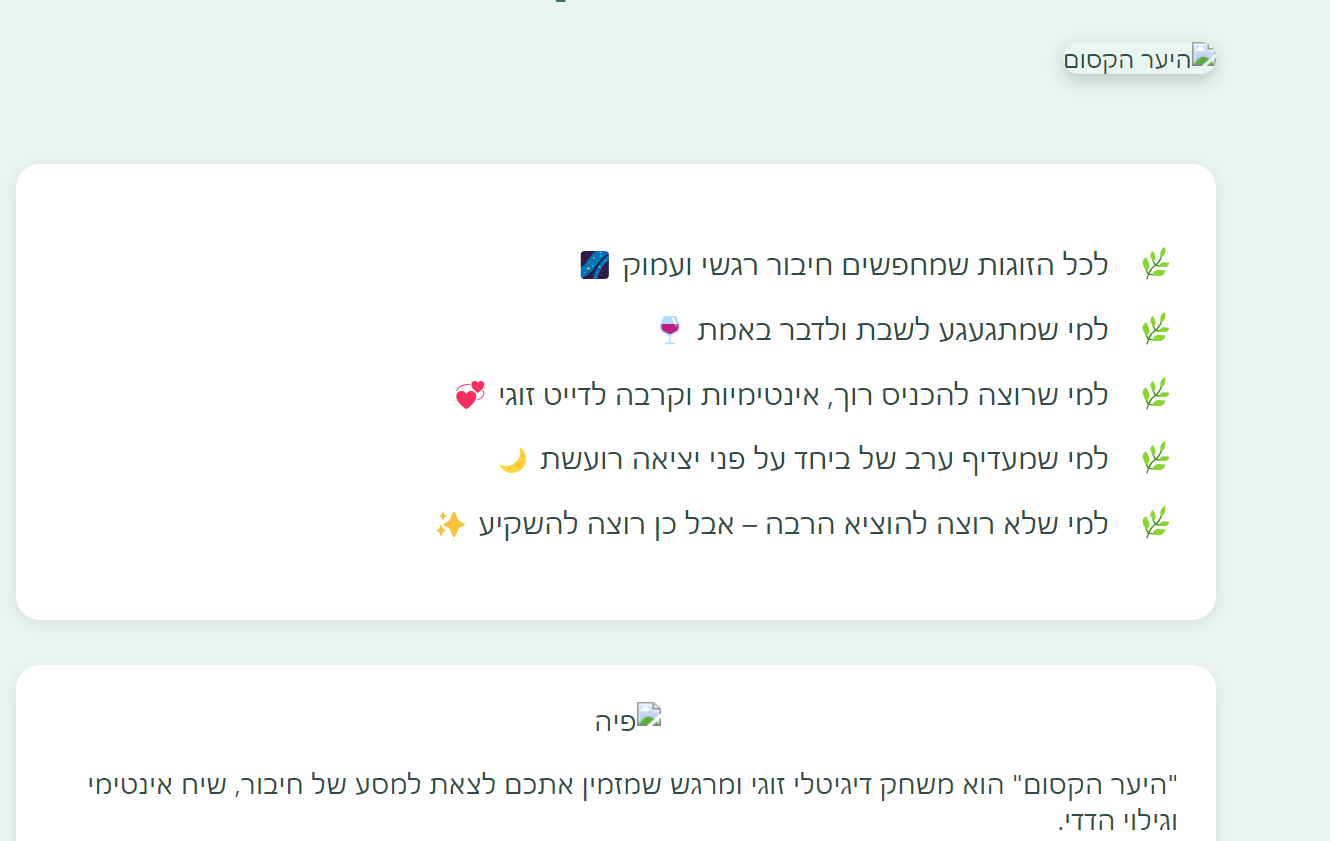 היער הקסום
🌿 לכל הזוגות שמחפשים חיבור רגשי ועמוק 🌌
🌿 למי שמתגעגע לשבת ולדבר באמת 🍷
🌿 למי שרוצה להכניס רוך, אינטימיות וקרבה לדייט זוגי 💞
🌿 למי שמעדיף ערב של ביחד על פני יציאה רועשת 🌙
🌿 למי שלא רוצה להוציא הרבה – אבל כן רוצה להשקיע ✨
פיה
"היער הקסום" הוא משחק דיגיטלי זוגי ומרגש שמזמין אתכם לצאת למסע של חיבור, שיח אינטימי
וגילוי הדדי.